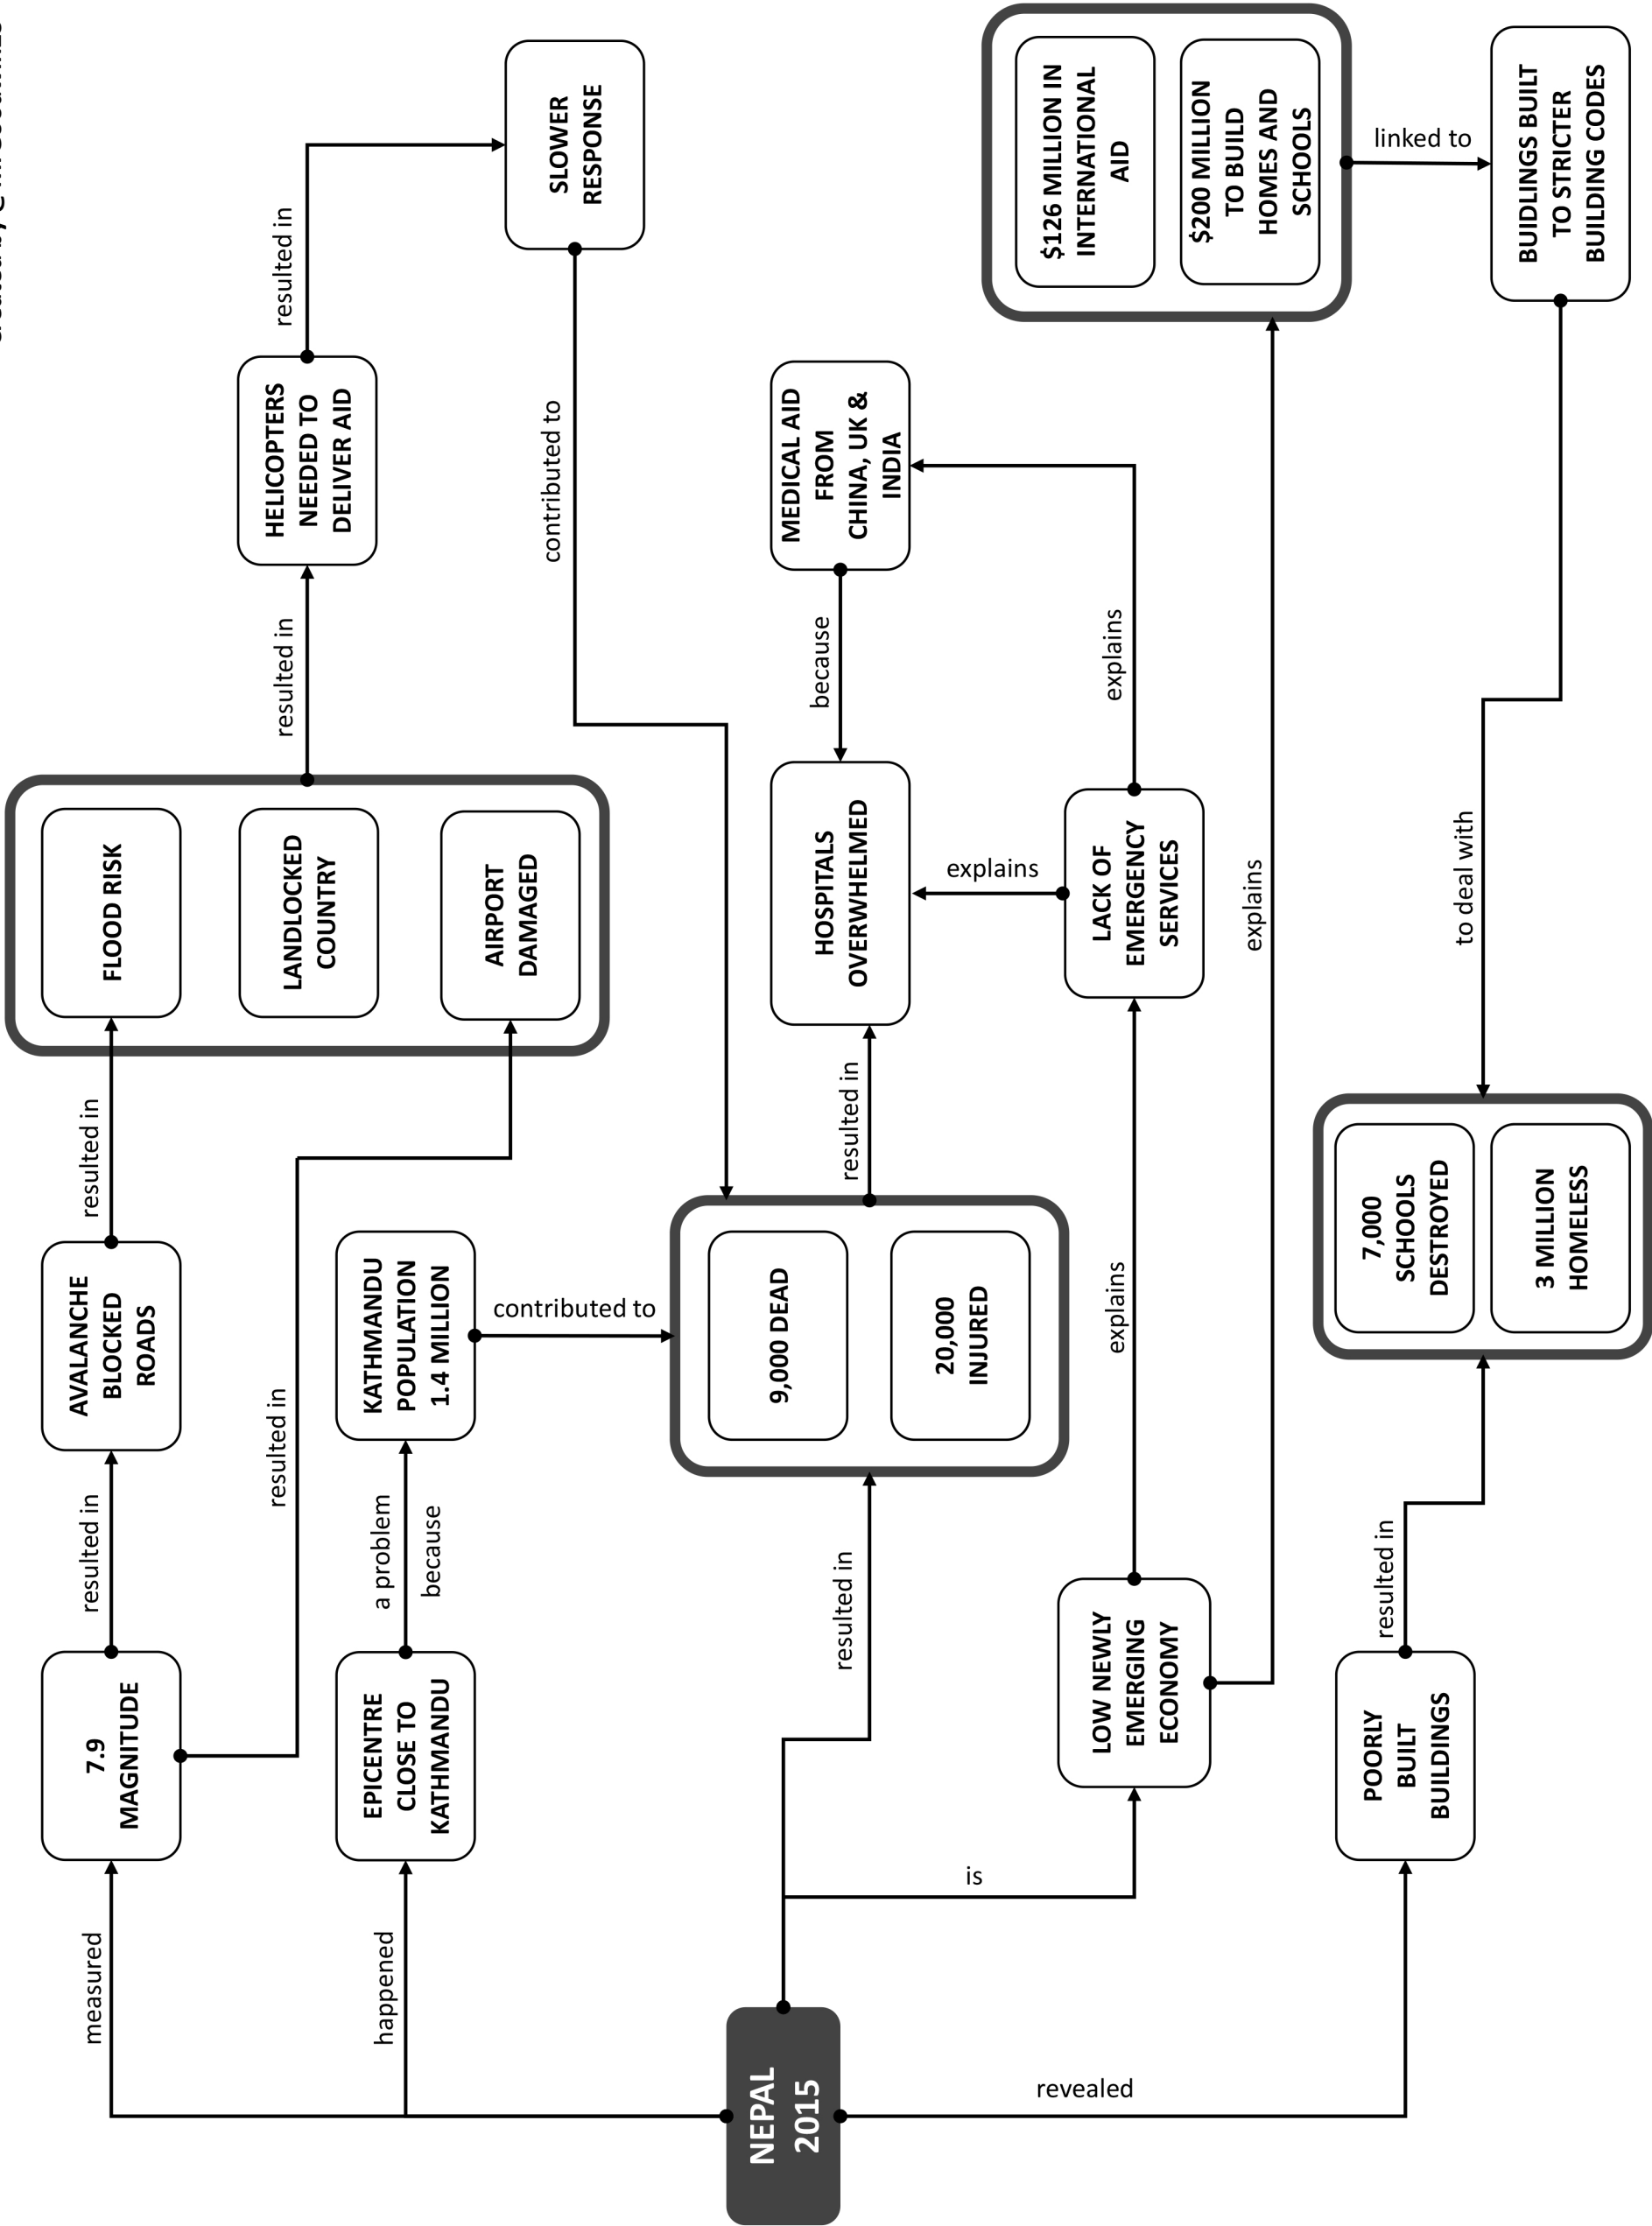 measured
7.9
MAGNITUDE
resulted in
AVALANCHE
BLOCKED
ROADS
resulted in
FLOOD RISK
LANDLOCKED
COUNTRY
AIRPORT
DAMAGED
resulted in
HELICOPTERS
NEEDED TO
DELIVER AID
resulted in
SLOWER
RESPONSE
resulted in
happened
EPICENTRE
CLOSE TO
KATHMANDU
a problem
because
KATHMANDU
POPULATION
1.4 MILLION
contributed to
contributed to
NEPAL
2015
resulted in
9,000 DEAD
20,000
INJURED
resulted in
HOSPITALS
OVERWHELMED
because
MEDICAL AID
FROM
CHINA, UK &
INDIA
is
LOW NEWLY
EMERGING
ECONOMY
explains
LACK OF
EMERGENCY
SERVICES
explains
explains
explains
$126 MILLION IN
INTERNATIONAL
AID
$200 MILLION
TO BUILD
HOMES AND
SCHOOLS
linked to
revealed
POORLY
BUILT
BUILDINGS
resulted in
7,000
SCHOOLS
DESTROYED
3 MILLION
HOMELESS
to deal with
BUIDLINGS BUILT
TO STRICTER
BUILDING CODES